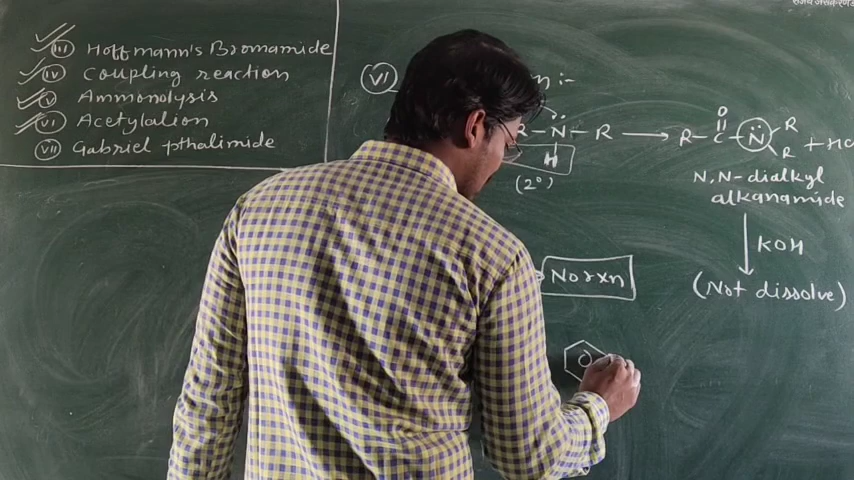 (III) Hoffmann's Bromamide
(IV) Coupling reaction
(V) Ammonolysis
(VI) Acetylation
(VII) Gabriel pthalimide
(VI) n :-
R - N̈ - R → R - C - N̈ R + HC
O
R
H
(2°)
N,N-dialkyl
alkanamide
KOH
(Not dissolve)
→ No rxn